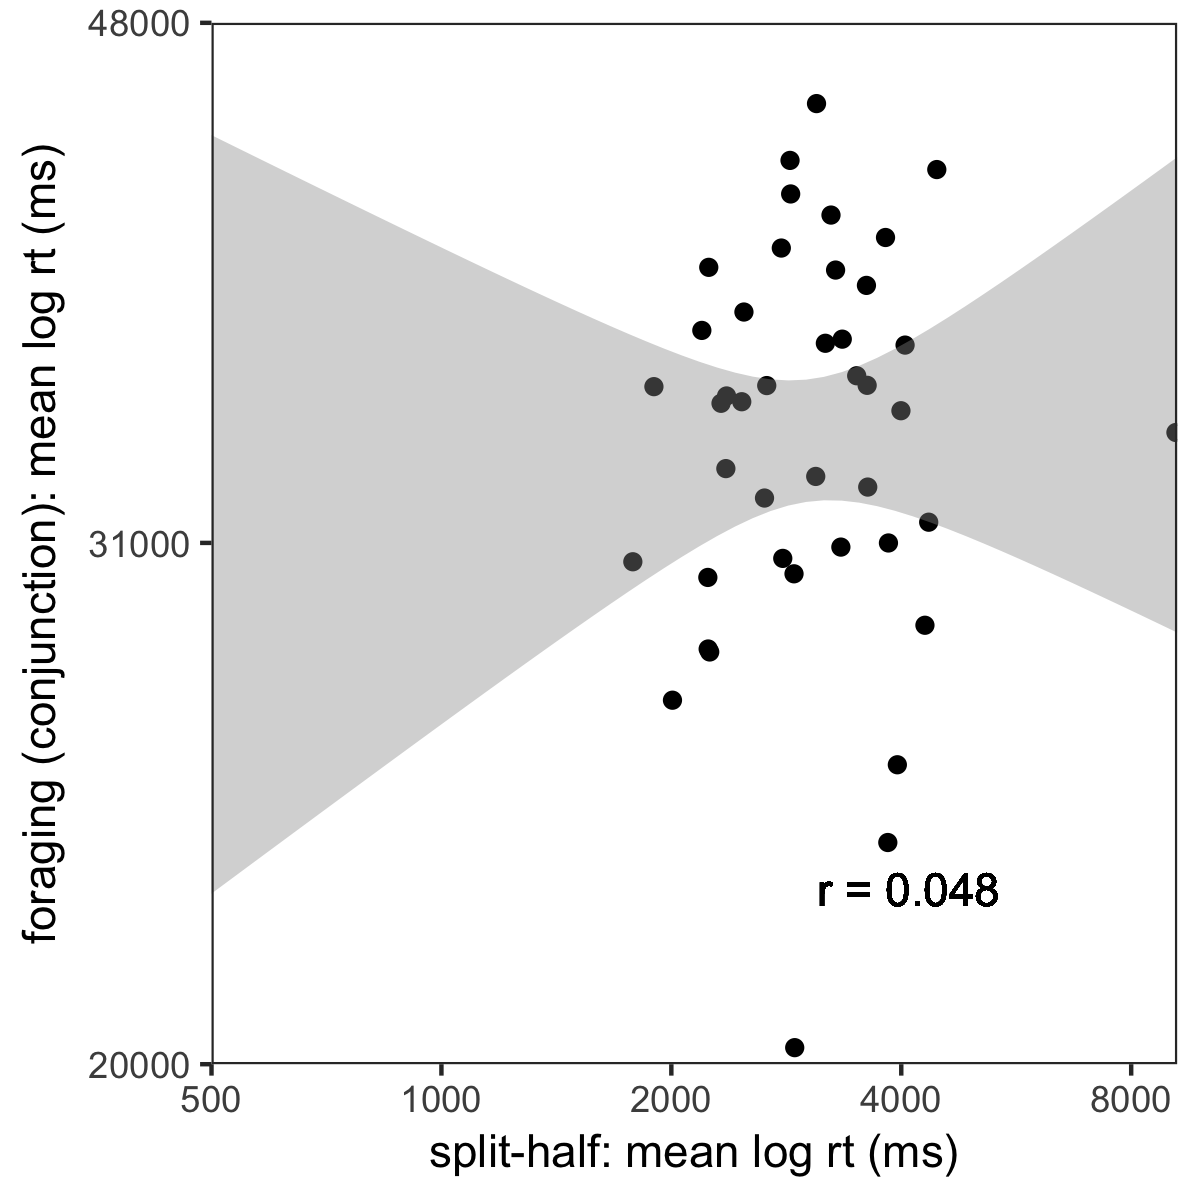 48000
31000
20000
foraging (conjunction): mean log rt (ms)
r = 0.048
500 1000 2000 4000 8000
split-half: mean log rt (ms)